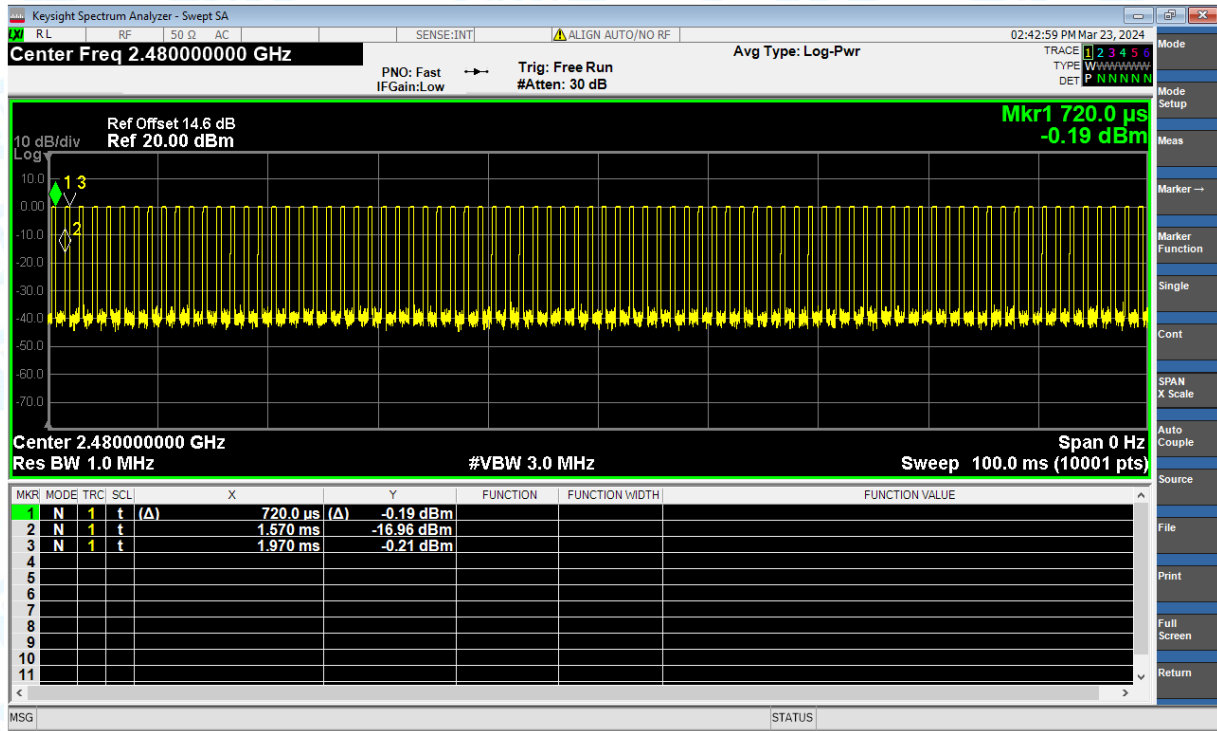 Keysight Spectrum Analyzer - Swept SA
LXI RL RF 50 Ω AC SENSE:INT ALIGN AUTO/NO RF 02:42:59 PM Mar 23, 2024
Center Freq 2.480000000 GHz
PNO: Fast
IFGain:Low
Trig: Free Run
#Atten: 30 dB
Avg Type: Log-Pwr
TRACE 1 2 3 4 5 6
TYPE WWWWWW
DET P N N N N N
Mkr1 720.0 µs
-0.19 dBm
Ref Offset 14.6 dB
10 dB/div Ref 20.00 dBm
Log
10.0
0.00
-10.0
-20.0
-30.0
-40.0
-50.0
-60.0
-70.0
1 3
2
Center 2.480000000 GHz Span 0 Hz
Res BW 1.0 MHz #VBW 3.0 MHz Sweep 100.0 ms (10001 pts)
MKR MODE TRC SCL X Y FUNCTION FUNCTION WIDTH FUNCTION VALUE
1 N 1 t (Δ) 720.0 µs (Δ) -0.19 dBm
2 N 1 t 1.570 ms -16.96 dBm
3 N 1 t 1.970 ms -0.21 dBm
4
5
6
7
8
9
10
11
MSG STATUS
Mode
Mode
Setup
Meas
Marker →
Marker
Function
Single
Cont
SPAN
X Scale
Auto
Couple
Source
File
Print
Full
Screen
Return